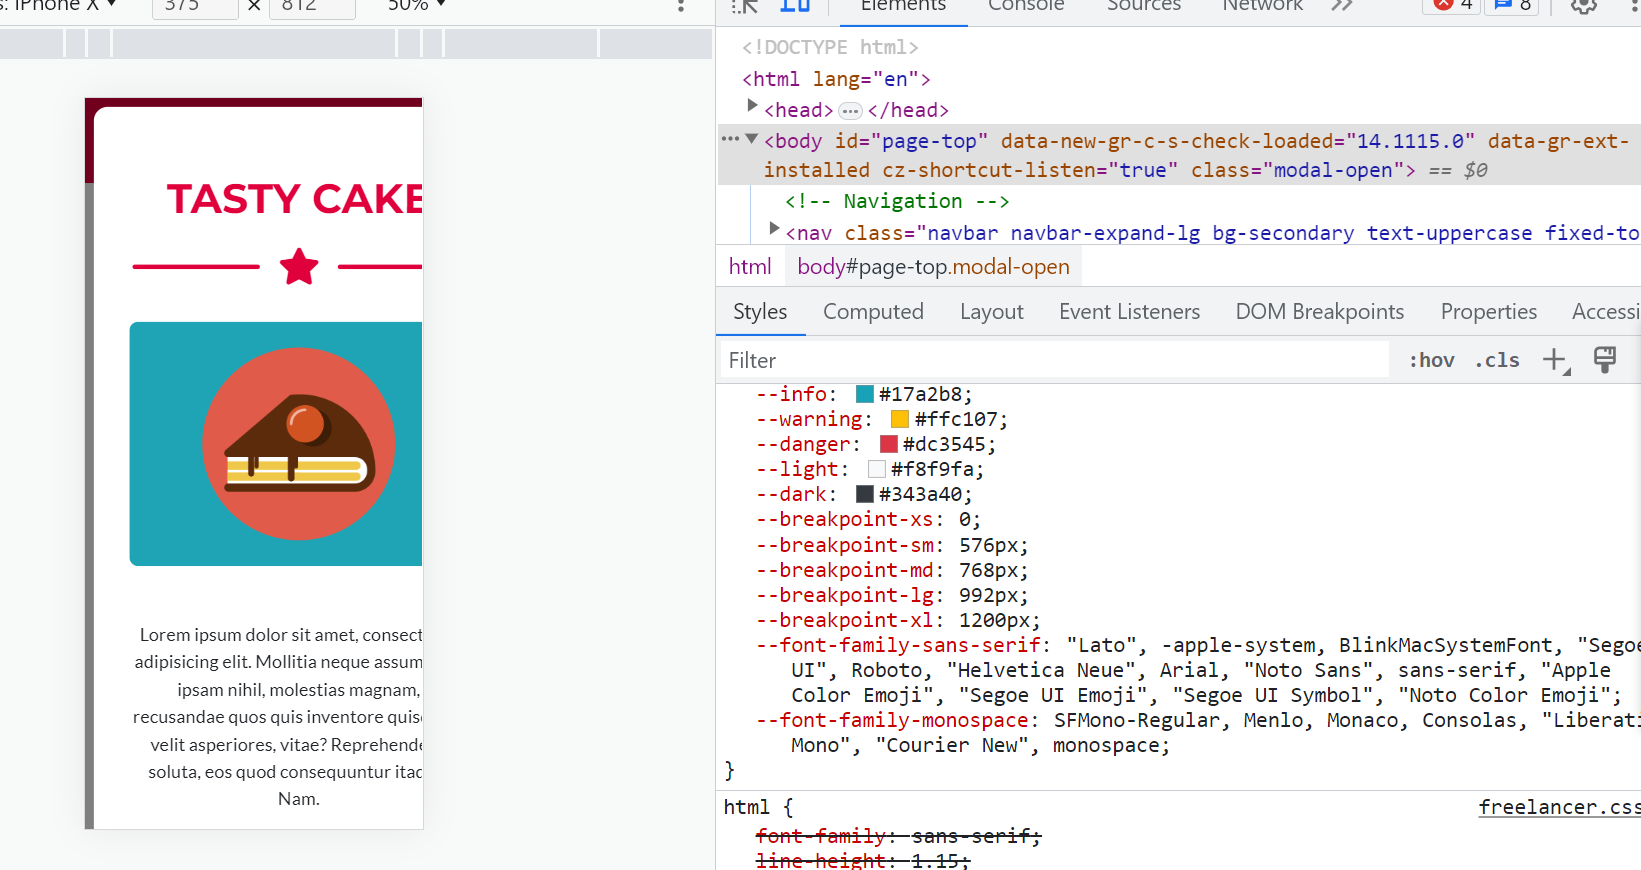 s: iPhone X ▼ 375 × 812 50% ▼
Elements Console Sources Network 4 8
<!DOCTYPE html>
<html lang="en">
<head> ••• </head>
<body id="page-top" data-new-gr-c-s-check-loaded="14.1115.0" data-gr-ext-
installed cz-shortcut-listen="true" class="modal-open"> == $0
<!-- Navigation -->
<nav class="navbar navbar-expand-lg bg-secondary text-uppercase fixed-to
html body#page-top.modal-open
Styles Computed Layout Event Listeners DOM Breakpoints Properties Accessi
Filter :hov .cls
--info: #17a2b8;
--warning: #ffc107;
--danger: #dc3545;
--light: #f8f9fa;
--dark: #343a40;
--breakpoint-xs: 0;
--breakpoint-sm: 576px;
--breakpoint-md: 768px;
--breakpoint-lg: 992px;
--breakpoint-xl: 1200px;
--font-family-sans-serif: "Lato", -apple-system, BlinkMacSystemFont, "Segoe
UI", Roboto, "Helvetica Neue", Arial, "Noto Sans", sans-serif, "Apple
Color Emoji", "Segoe UI Emoji", "Segoe UI Symbol", "Noto Color Emoji";
--font-family-monospace: SFMono-Regular, Menlo, Monaco, Consolas, "Liberati
Mono", "Courier New", monospace;
}
html { freelancer.css
font-family: sans-serif;
line-height: 1.15;
TASTY CAKE
Lorem ipsum dolor sit amet, consect
adipisicing elit. Mollitia neque assum
ipsam nihil, molestias magnam,
recusandae quos quis inventore quis
velit asperiores, vitae? Reprehende
soluta, eos quod consequuntur itac
Nam.